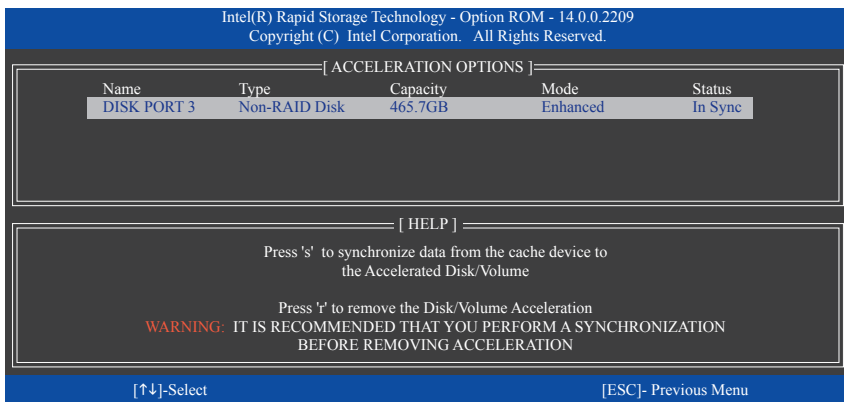 Intel(R) Rapid Storage Technology - Option ROM - 14.0.0.2209
Copyright (C) Intel Corporation. All Rights Reserved.
[ ACCELERATION OPTIONS ]
Name Type Capacity Mode Status
DISK PORT 3 Non-RAID Disk 465.7GB Enhanced In Sync
[ HELP ]
Press 's' to synchronize data from the cache device to
the Accelerated Disk/Volume
Press 'r' to remove the Disk/Volume Acceleration
WARNING: IT IS RECOMMENDED THAT YOU PERFORM A SYNCHRONIZATION
BEFORE REMOVING ACCELERATION
[↑↓]-Select [ESC]- Previous Menu